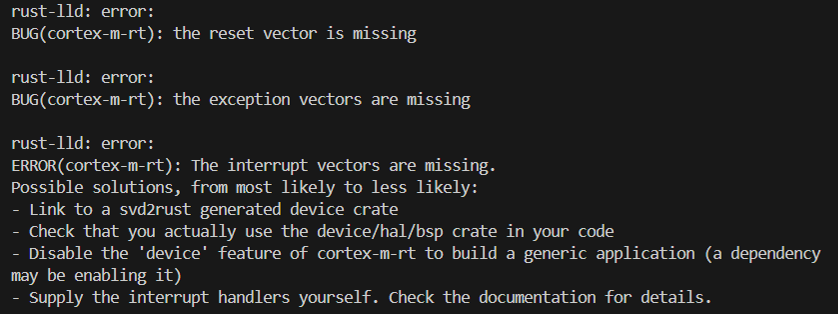 rust-lld: error:
BUG(cortex-m-rt): the reset vector is missing

rust-lld: error:
BUG(cortex-m-rt): the exception vectors are missing

rust-lld: error:
ERROR(cortex-m-rt): The interrupt vectors are missing.
Possible solutions, from most likely to less likely:
- Link to a svd2rust generated device crate
- Check that you actually use the device/hal/bsp crate in your code
- Disable the 'device' feature of cortex-m-rt to build a generic application (a dependency
may be enabling it)
- Supply the interrupt handlers yourself. Check the documentation for details.